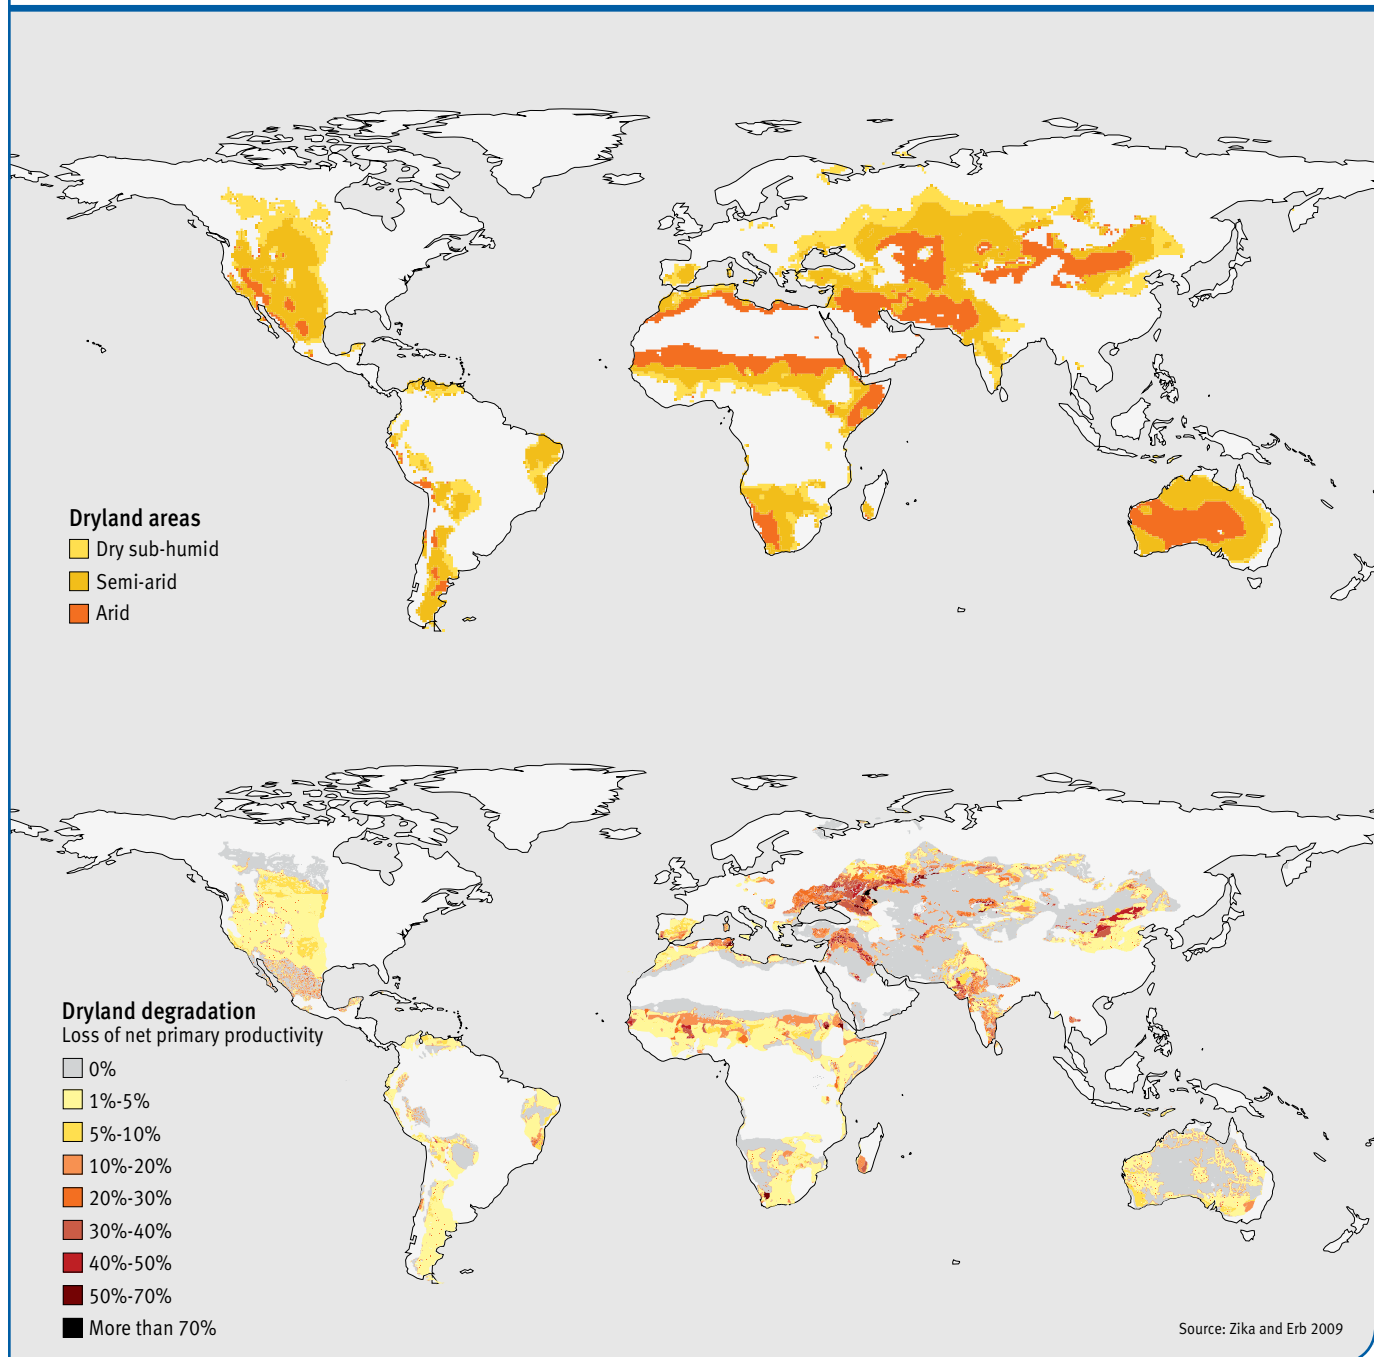 Dryland areas
Dry sub-humid
Semi-arid
Arid
Dryland degradation
Loss of net primary productivity
0%
1%-5%
5%-10%
10%-20%
20%-30%
30%-40%
40%-50%
50%-70%
More than 70%
Source: Zika and Erb 2009